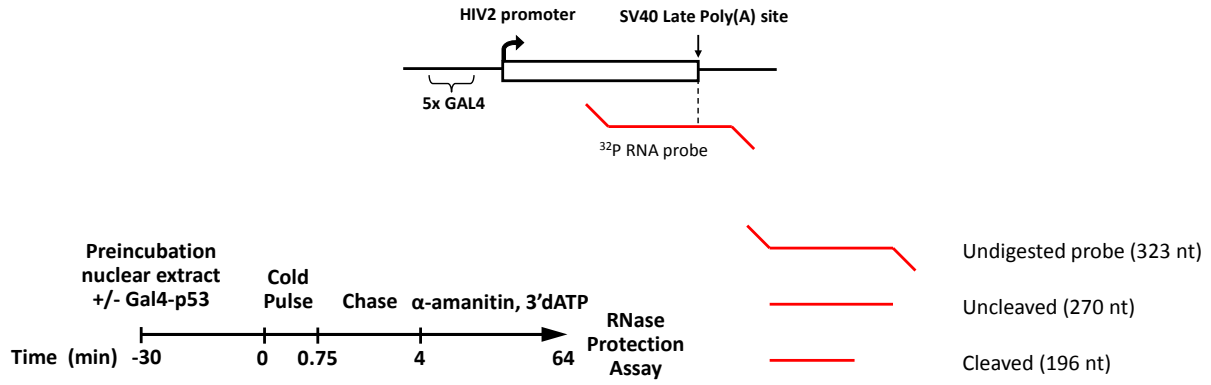 HIV2 promoter
SV40 Late Poly(A) site
5x GAL4
³²P RNA probe
Preincubation
nuclear extract
+/- Gal4-p53
Cold
Pulse
Chase
α-amanitin, 3'dATP
Time (min) -30 0 0.75 4 64
RNase
Protection
Assay
Undigested probe (323 nt)
Uncleaved (270 nt)
Cleaved (196 nt)